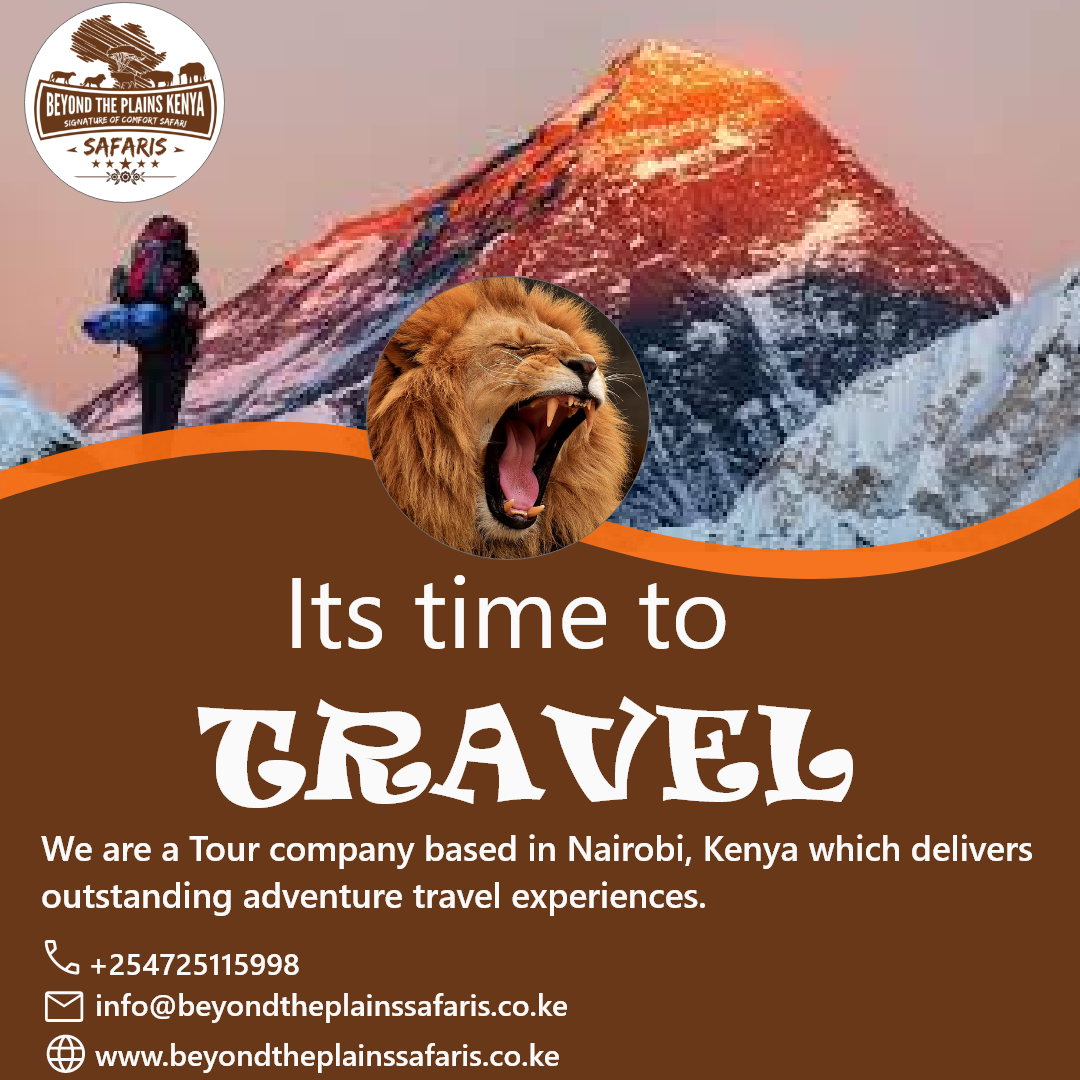 BEYOND THE PLAINS KENYA
SIGNATURE OF COMFORT SAFARI
SAFARIS
Its time to
TRAVEL
We are a Tour company based in Nairobi, Kenya which delivers
outstanding adventure travel experiences.
+254725115998
info@beyondtheplainssafaris.co.ke
www.beyondtheplainssafaris.co.ke